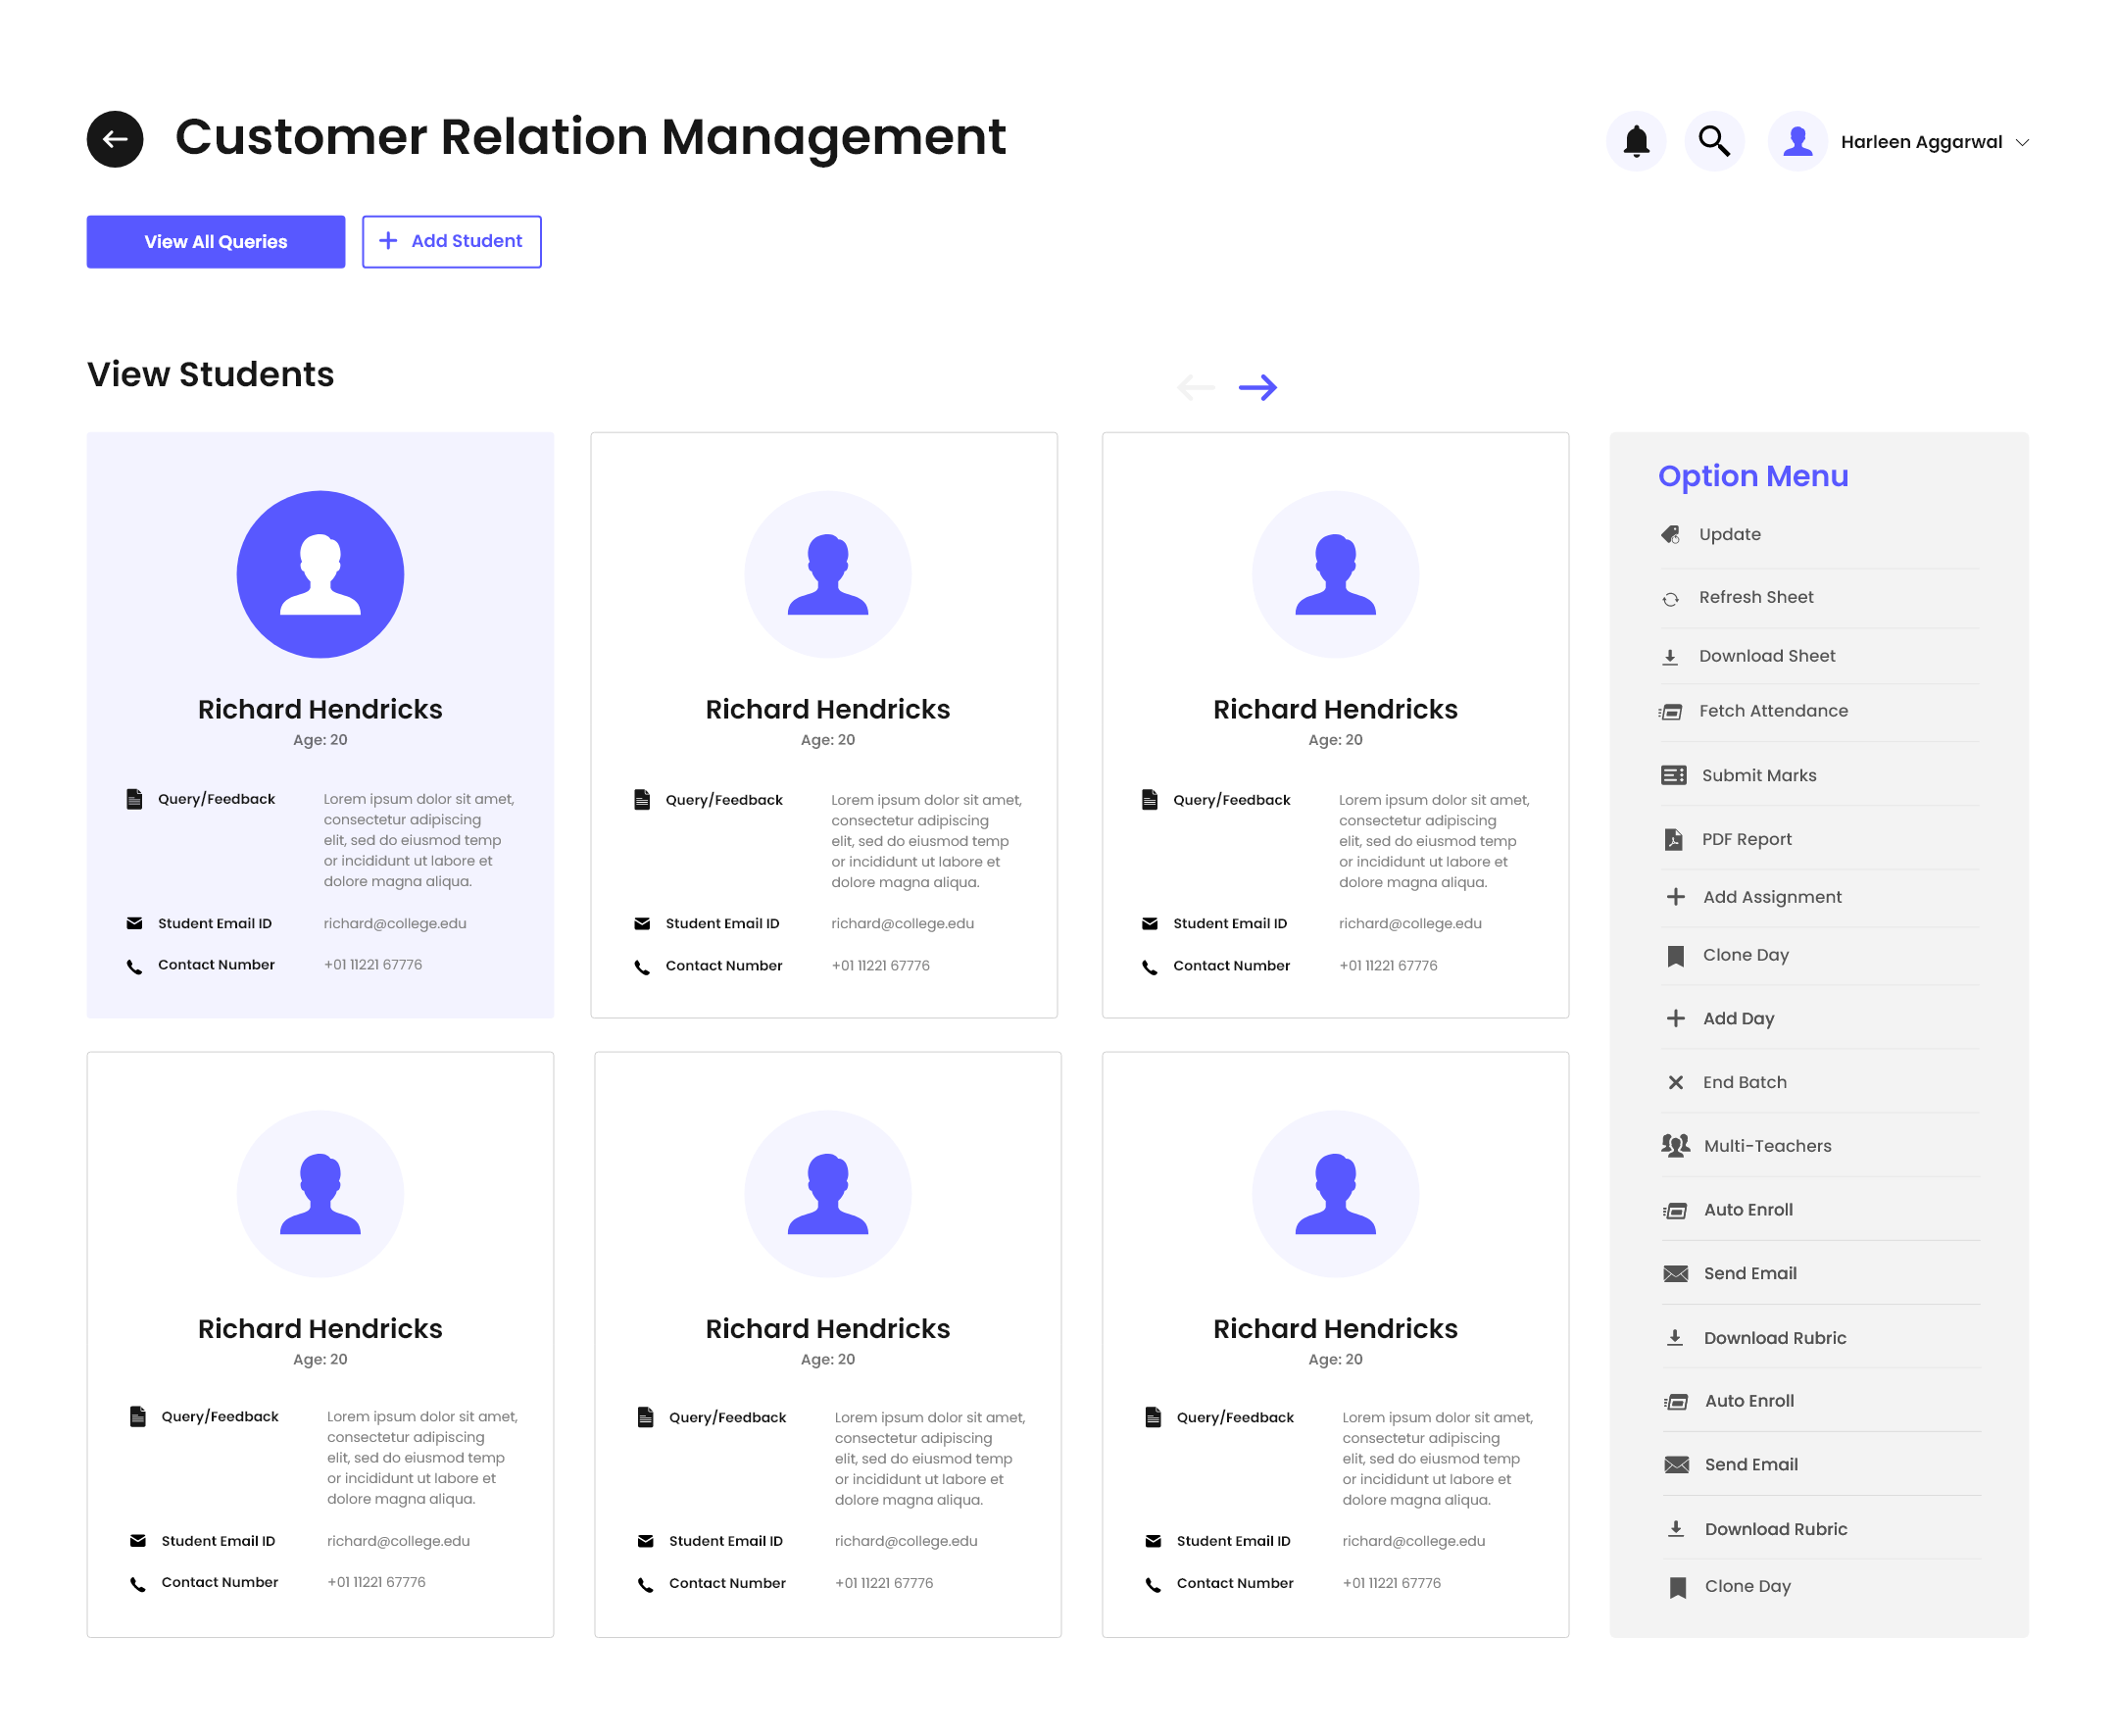 Customer Relation Management
Harleen Aggarwal
View All Queries
Add Student
View Students
Richard Hendricks
Age: 20
Query/Feedback
Lorem ipsum dolor sit amet,
consectetur adipiscing
elit, sed do eiusmod temp
or incididunt ut labore et
dolore magna aliqua.
Student Email ID
richard@college.edu
Contact Number
+01 11221 67776
Richard Hendricks
Age: 20
Query/Feedback
Lorem ipsum dolor sit amet,
consectetur adipiscing
elit, sed do eiusmod temp
or incididunt ut labore et
dolore magna aliqua.
Student Email ID
richard@college.edu
Contact Number
+01 11221 67776
Richard Hendricks
Age: 20
Query/Feedback
Lorem ipsum dolor sit amet,
consectetur adipiscing
elit, sed do eiusmod temp
or incididunt ut labore et
dolore magna aliqua.
Student Email ID
richard@college.edu
Contact Number
+01 11221 67776
Richard Hendricks
Age: 20
Query/Feedback
Lorem ipsum dolor sit amet,
consectetur adipiscing
elit, sed do eiusmod temp
or incididunt ut labore et
dolore magna aliqua.
Student Email ID
richard@college.edu
Contact Number
+01 11221 67776
Richard Hendricks
Age: 20
Query/Feedback
Lorem ipsum dolor sit amet,
consectetur adipiscing
elit, sed do eiusmod temp
or incididunt ut labore et
dolore magna aliqua.
Student Email ID
richard@college.edu
Contact Number
+01 11221 67776
Richard Hendricks
Age: 20
Query/Feedback
Lorem ipsum dolor sit amet,
consectetur adipiscing
elit, sed do eiusmod temp
or incididunt ut labore et
dolore magna aliqua.
Student Email ID
richard@college.edu
Contact Number
+01 11221 67776
Option Menu
Update
Refresh Sheet
Download Sheet
Fetch Attendance
Submit Marks
PDF Report
Add Assignment
Clone Day
Add Day
End Batch
Multi-Teachers
Auto Enroll
Send Email
Download Rubric
Auto Enroll
Send Email
Download Rubric
Clone Day